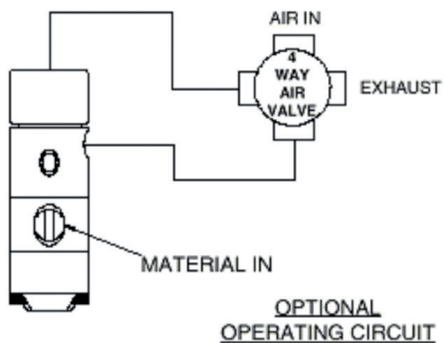 AIR IN
4
WAY
AIR
VALVE
EXHAUST
MATERIAL IN
OPTIONAL
OPERATING CIRCUIT